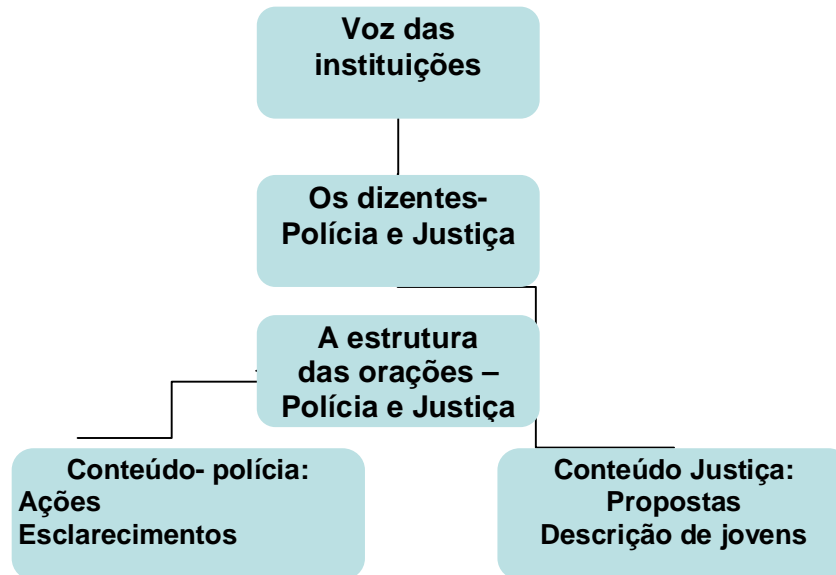 Voz das
instituições
Os dizentes-
Polícia e Justiça
A estrutura
das orações –
Polícia e Justiça
Conteúdo- polícia:
Ações
Esclarecimentos
Conteúdo Justiça:
Propostas
Descrição de jovens